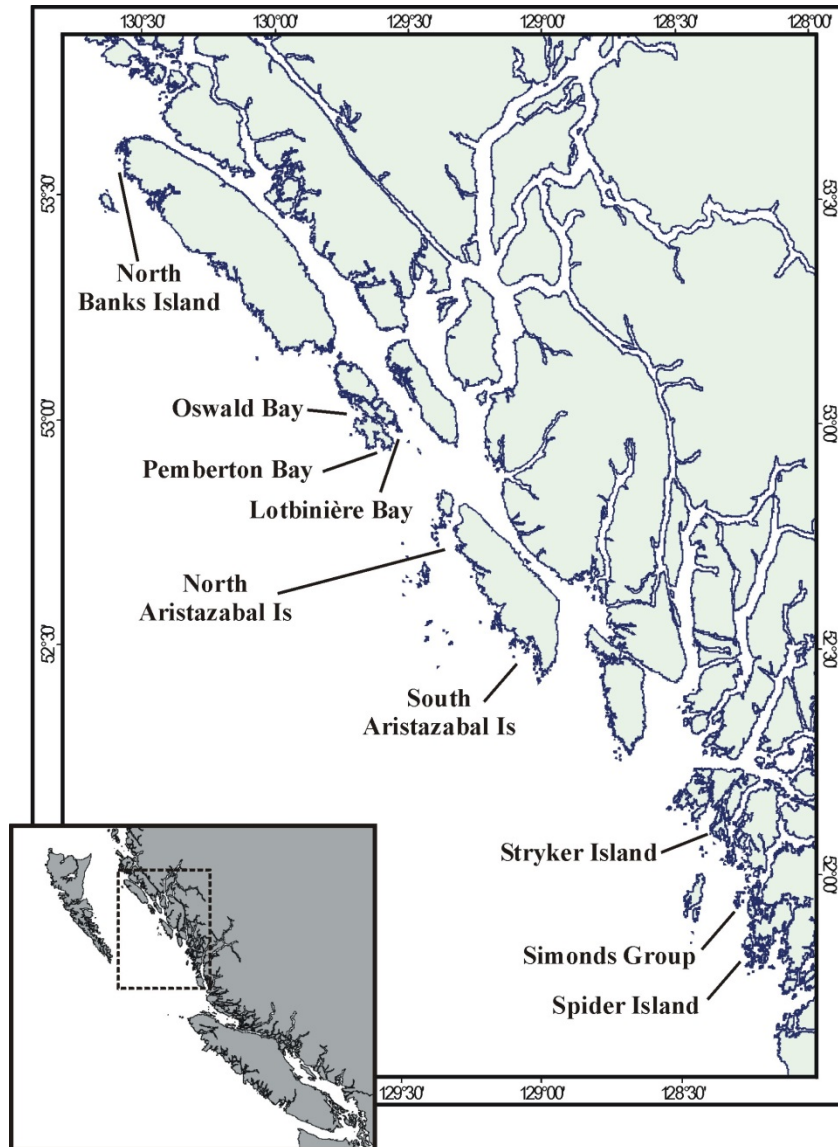 130°30'
130°00'
129°30'
129°00'
128°30'
128°00'
53°30'
53°30'
North
Banks Island
Oswald Bay
53°00'
53°00'
Pemberton Bay
Lotbinière Bay
North
Aristazabal Is
52°30'
52°30'
South
Aristazabal Is
Stryker Island
52°00'
Simonds Group
Spider Island
129°30'
129°00'
128°30'